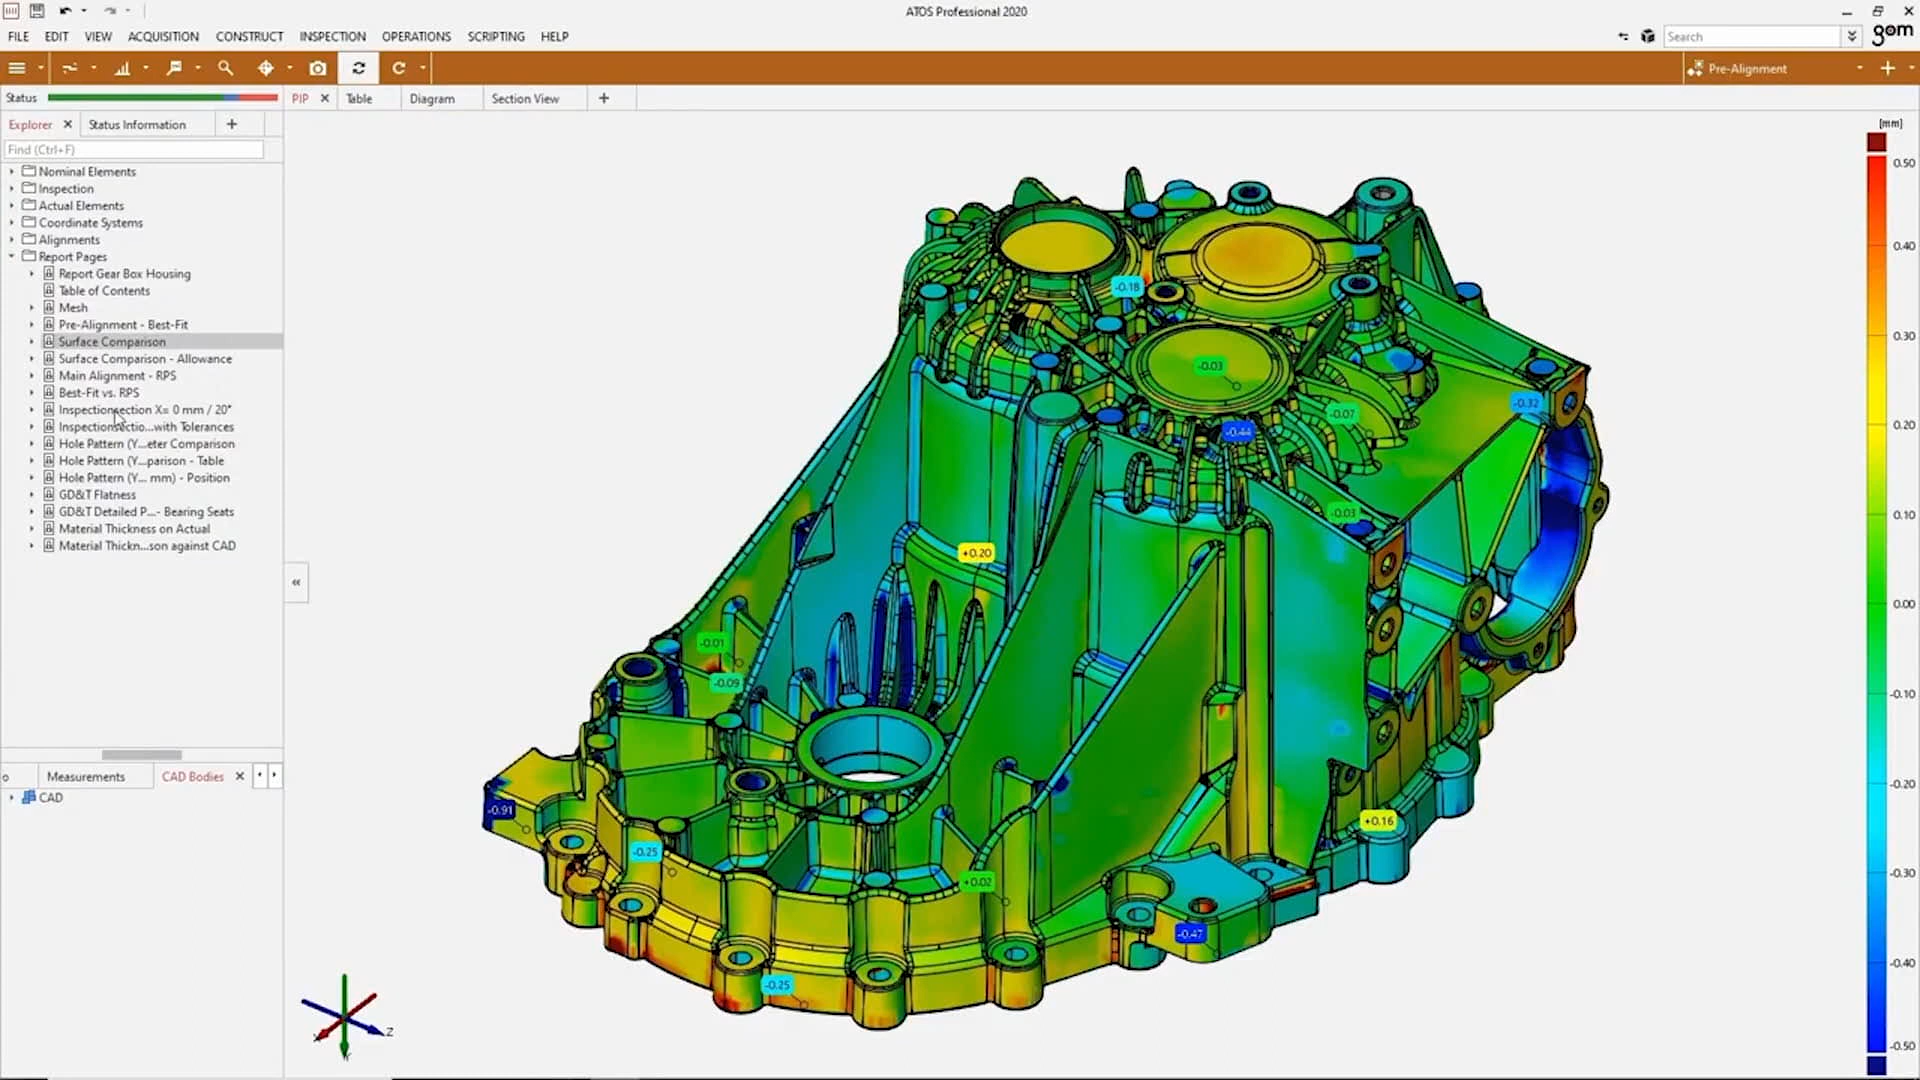 ATOS Professional 2020
FILE EDIT VIEW ACQUISITION CONSTRUCT INSPECTION OPERATIONS SCRIPTING HELP
Search
gom
Pre-Alignment
Status
PIP
Table
Diagram
Section View
Explorer
Status Information
Find (Ctrl+F)
Nominal Elements
Inspection
Actual Elements
Coordinate Systems
Alignments
Report Pages
Report Gear Box Housing
Table of Contents
Mesh
Pre-Alignment - Best-Fit
Surface Comparison
Surface Comparison - Allowance
Main Alignment - RPS
Best-Fit vs. RPS
Inspectionsection X= 0 mm / 20°
Inspectionsectio...with Tolerances
Hole Pattern (Y...eter Comparison
Hole Pattern (Y...parison - Table
Hole Pattern (Y... mm) - Position
GD&T Flatness
GD&T Detailed P...- Bearing Seats
Material Thickness on Actual
Material Thickn...son against CAD
o
Measurements
CAD Bodies
CAD
-0.18
-0.03
-0.32
-0.07
-0.44
-0.03
+0.20
-0.01
-0.09
-0.91
+0.16
-0.25
+0.02
-0.47
-0.25
X
Y
Z
[mm]
0.50
0.40
0.30
0.20
0.10
0.00
-0.10
-0.20
-0.30
-0.40
-0.50